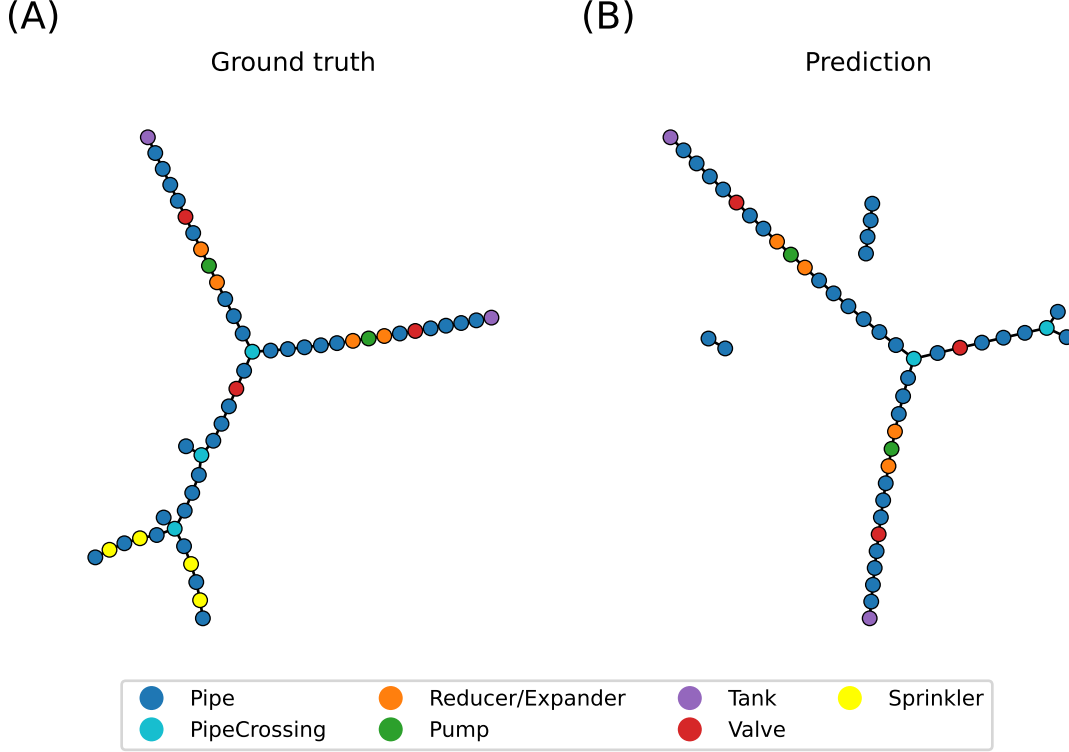 (A) (B)
Ground truth Prediction
Pipe Reducer/Expander Tank Sprinkler
PipeCrossing Pump Valve